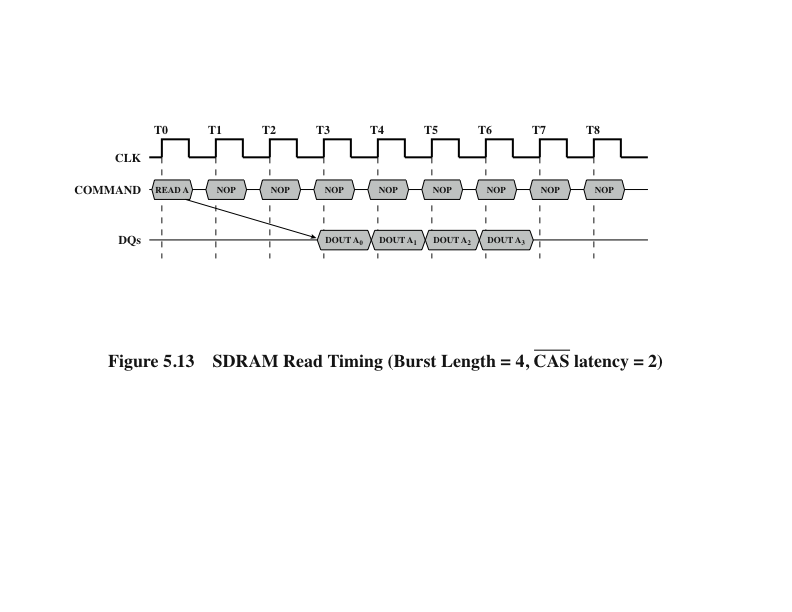 T0 T1 T2 T3 T4 T5 T6 T7 T8
CLK
COMMAND READ A NOP NOP NOP NOP NOP NOP NOP NOP
DQs DOUT A0 DOUT A1 DOUT A2 DOUT A3
Figure 5.13 SDRAM Read Timing (Burst Length = 4, C̅A̅S̅ latency = 2)